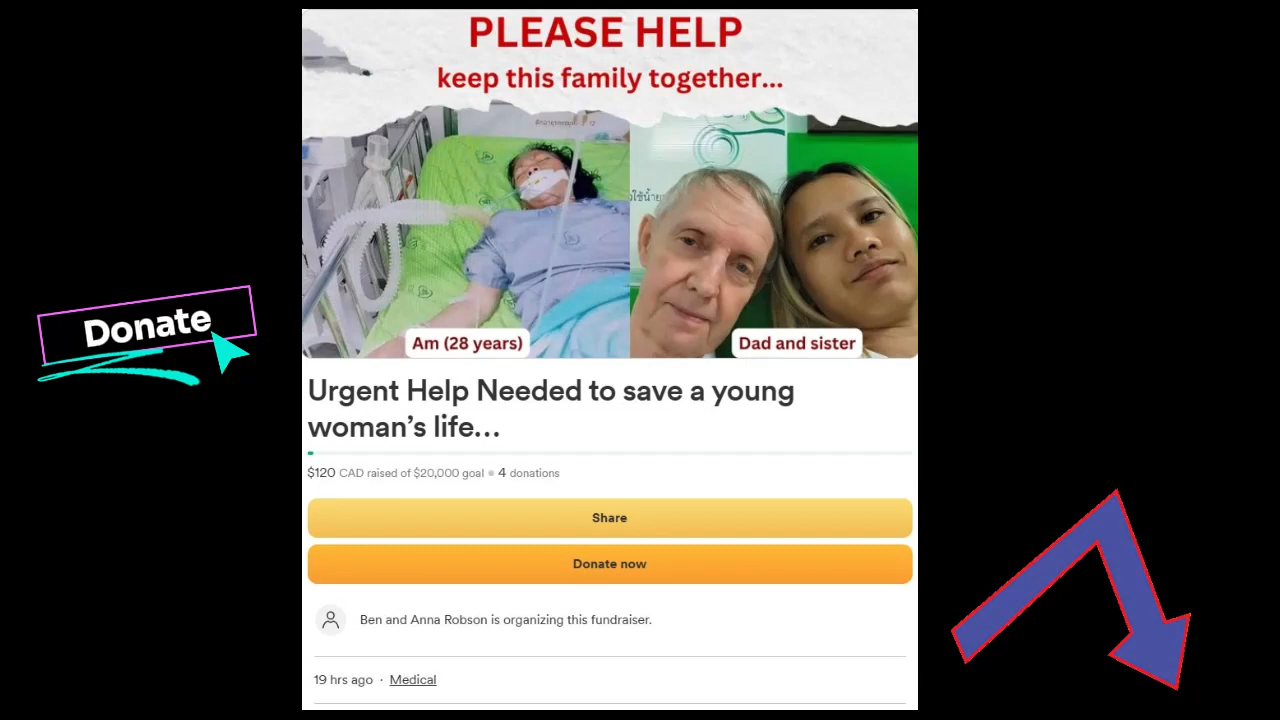 PLEASE HELP
keep this family together...
Am (28 years)
Dad and sister
Donate
Urgent Help Needed to save a young
woman's life...
$120 CAD raised of $20,000 goal • 4 donations
Share
Donate now
Ben and Anna Robson is organizing this fundraiser.
19 hrs ago · Medical